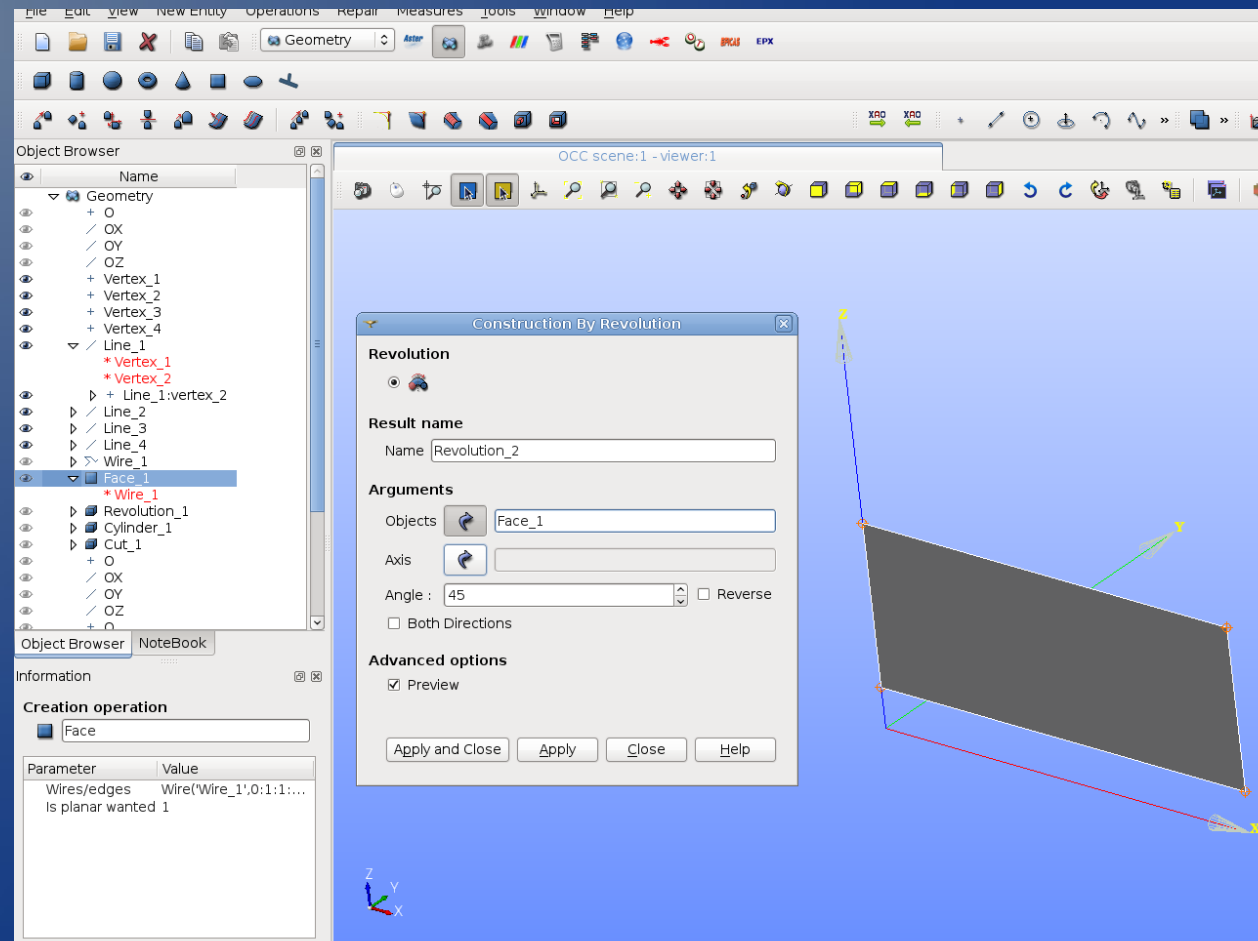 File Edit View New Entity Operations Repair Measures Tools Window Help
Geometry Aster EPX
XAO XAO » »
Object Browser
OCC scene:1 - viewer:1
Name
Geometry
O
OX
OY
OZ
Vertex_1
Vertex_2
Vertex_3
Vertex_4
Line_1
* Vertex_1
* Vertex_2
Line_1:vertex_2
Line_2
Line_3
Line_4
Wire_1
Face_1
* Wire_1
Revolution_1
Cylinder_1
Cut_1
O
OX
OY
OZ
O
Object Browser NoteBook
Information
Creation operation
Face
Parameter Value
Wires/edges Wire('Wire_1',0:1:1:...
Is planar wanted 1
Construction By Revolution
Revolution
Result name
Name Revolution_2
Arguments
Objects Face_1
Axis
Angle : 45 Reverse
Both Directions
Advanced options
Preview
Apply and Close Apply Close Help
Z
Y
X
Z
Y
X